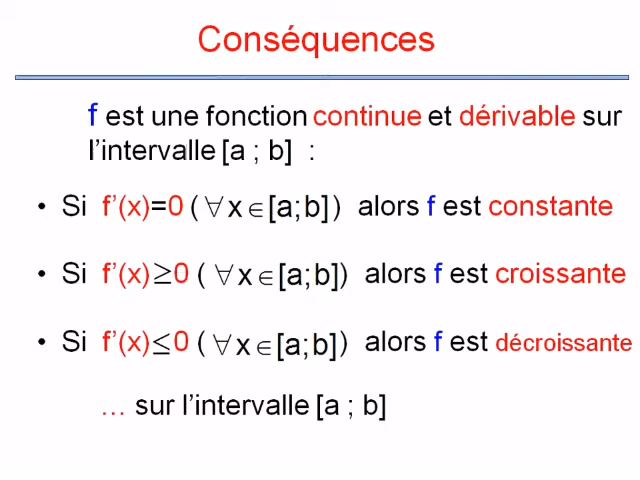 Conséquences
f est une fonction continue et dérivable sur
l’intervalle [a ; b]  :
• Si f’(x)=0 (∀x∈[a;b]) alors f est constante
• Si f’(x)≥0 (∀x∈[a;b]) alors f est croissante
• Si f’(x)≤0 (∀x∈[a;b]) alors f est décroissante
… sur l’intervalle [a ; b]